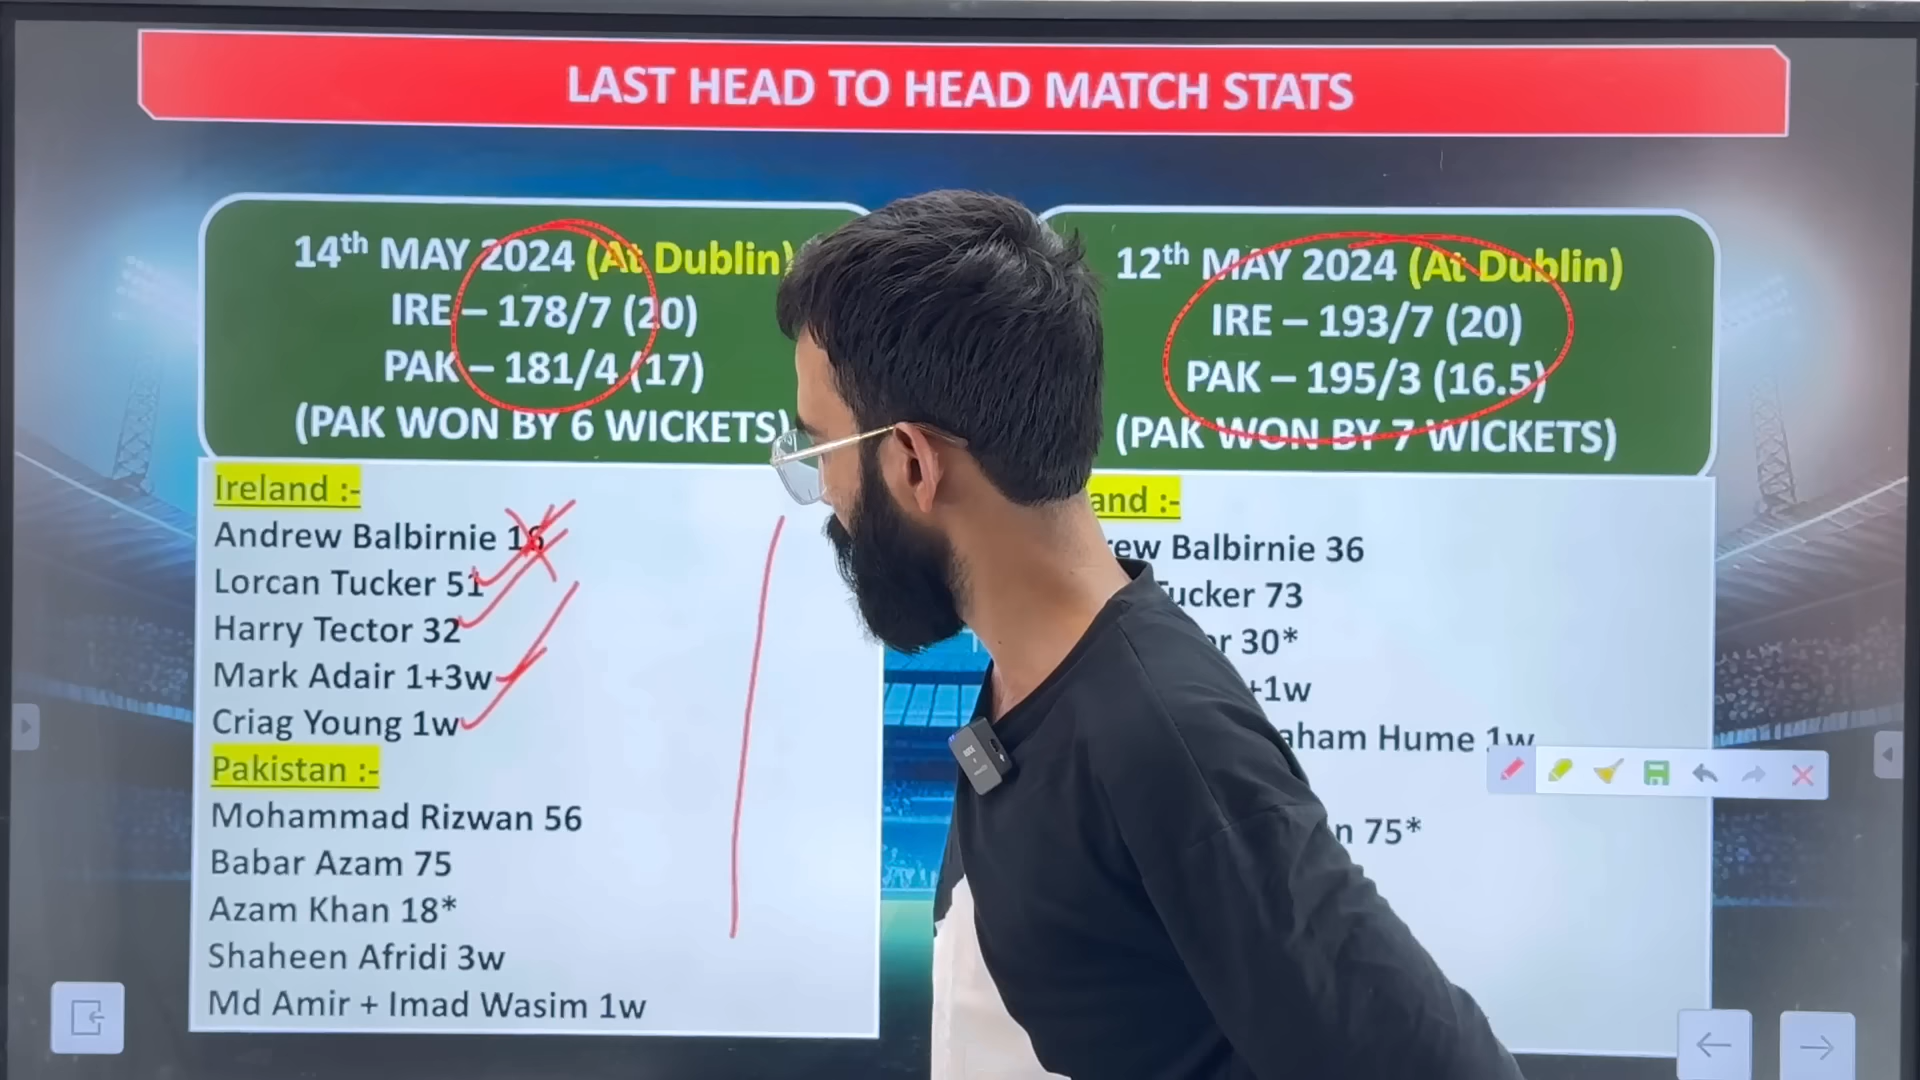 LAST HEAD TO HEAD MATCH STATS
14th MAY 2024 (At Dublin)
IRE – 178/7 (20)
PAK – 181/4 (17)
(PAK WON BY 6 WICKETS)
Ireland :-
Andrew Balbirnie
Lorcan Tucker 51
Harry Tector 32
Mark Adair 1+3w
Criag Young 1w
Pakistan :-
Mohammad Rizwan 56
Babar Azam 75
Azam Khan 18*
Shaheen Afridi 3w
Md Amir + Imad Wasim 1w
12th MAY 2024 (At Dublin)
IRE – 193/7 (20)
PAK – 195/3 (16.5)
(PAK WON BY 7 WICKETS)
and :-
ew Balbirnie 36
Tucker 73
r 30*
+1w
aham Hume 1w
n 75*